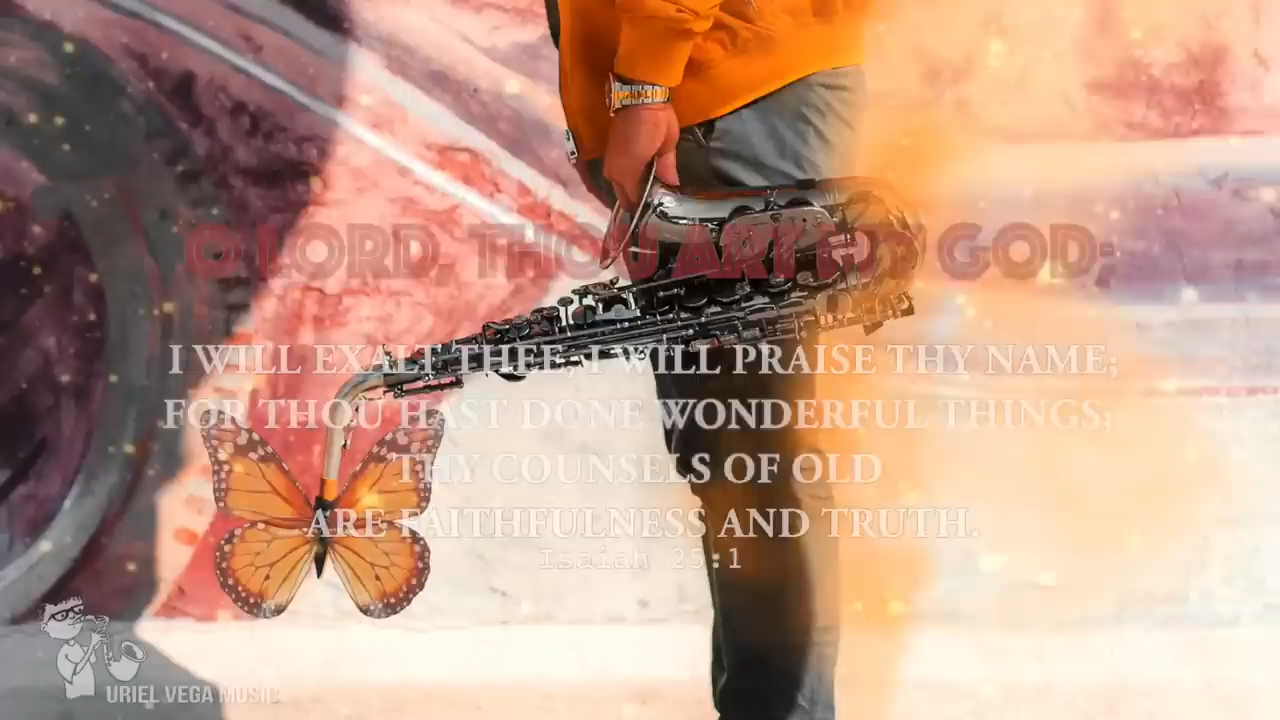 O LORD, THOU ART MY GOD;
I WILL EXALT THEE, I WILL PRAISE THY NAME;
FOR THOU HAST DONE WONDERFUL THINGS;
THY COUNSELS OF OLD
ARE FAITHFULNESS AND TRUTH.
Isaiah 25:1
URIEL VEGA MUSIC